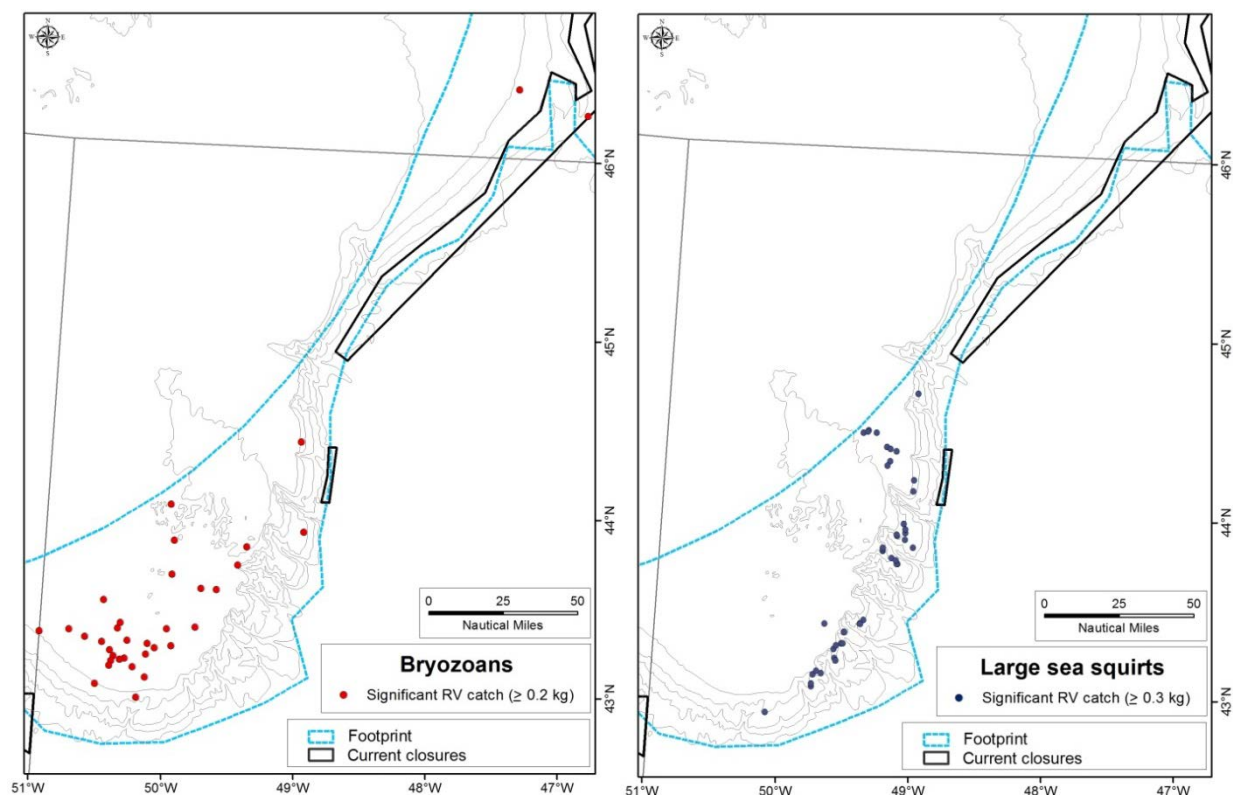 N
W E
S
46°N
45°N
44°N
43°N
0 25 50
Nautical Miles
Bryozoans
Significant RV catch (≥ 0.2 kg)
Footprint
Current closures
51°W 50°W 49°W 48°W 47°W
N
W E
S
46°N
45°N
44°N
43°N
0 25 50
Nautical Miles
Large sea squirts
Significant RV catch (≥ 0.3 kg)
Footprint
Current closures
51°W 50°W 49°W 48°W 47°W